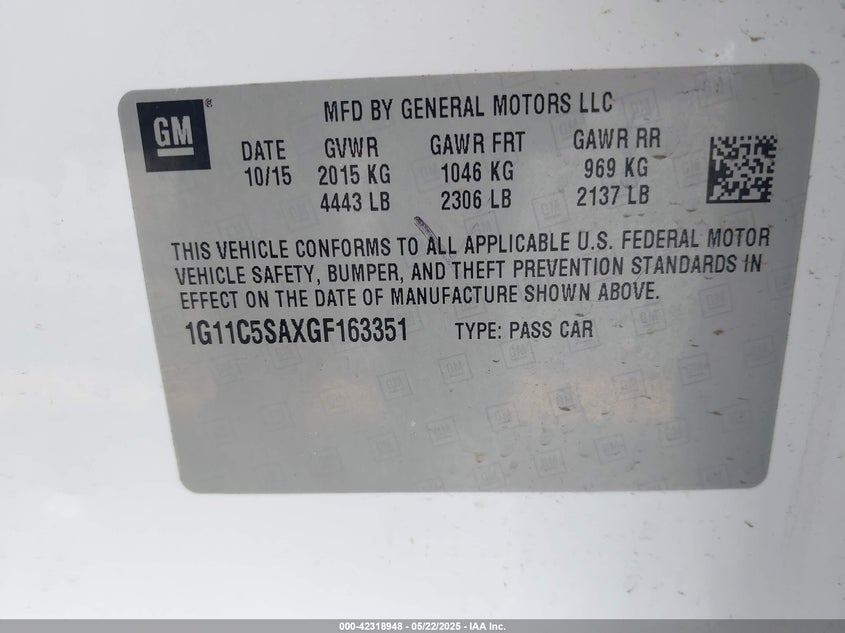 GM®
MFD BY GENERAL MOTORS LLC
DATE GVWR GAWR FRT GAWR RR
10/15 2015 KG 1046 KG 969 KG
4443 LB 2306 LB 2137 LB
THIS VEHICLE CONFORMS TO ALL APPLICABLE U.S. FEDERAL MOTOR
VEHICLE SAFETY, BUMPER, AND THEFT PREVENTION STANDARDS IN
EFFECT ON THE DATE OF MANUFACTURE SHOWN ABOVE.
1G11C5SAXGF163351 TYPE: PASS CAR
000-42318948 - 05/22/2025 - IAA Inc.